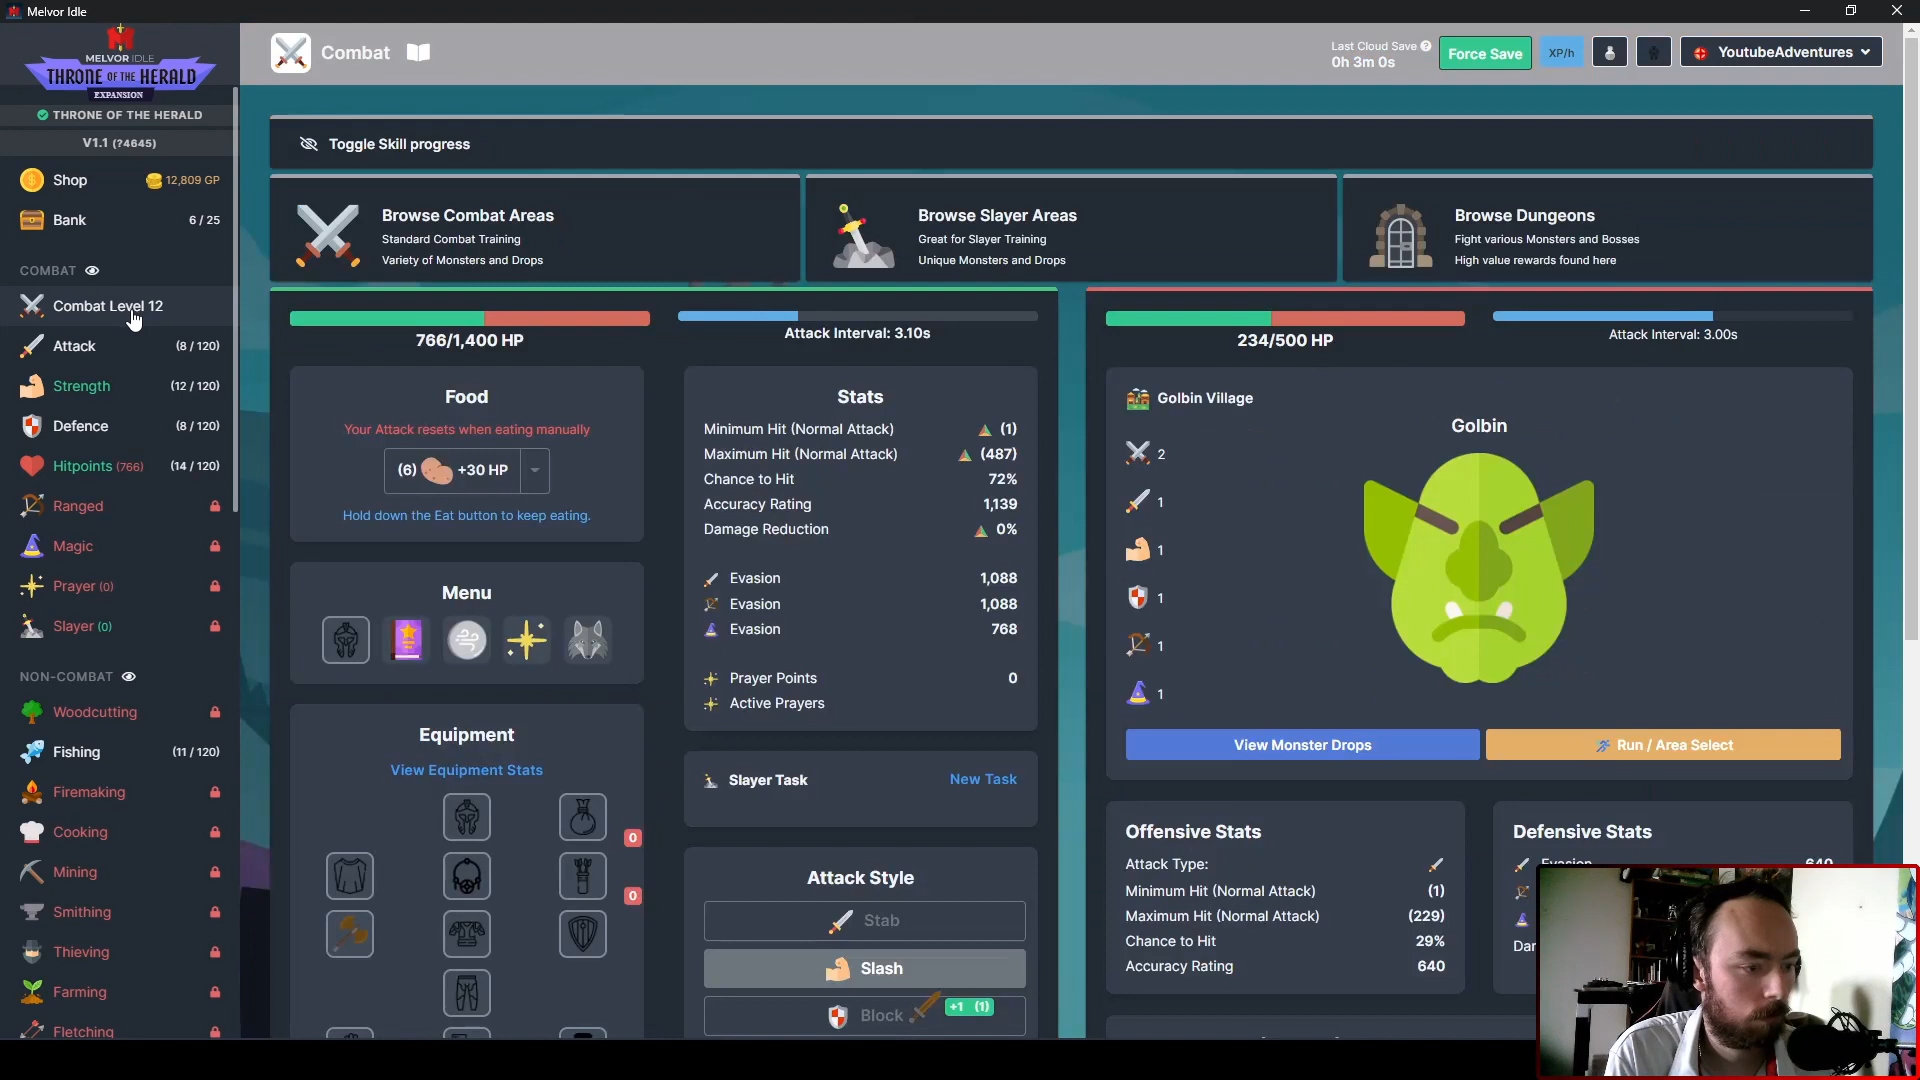 Melvor Idle
MELVOR IDLE
THRONE OF THE HERALD
EXPANSION
THRONE OF THE HERALD
V1.1 (?4645)
Shop 12,809 GP
Bank 6 / 25
COMBAT
Combat Level 12
Attack (8 / 120)
Strength (12 / 120)
Defence (8 / 120)
Hitpoints (766) (14 / 120)
Ranged
Magic
Prayer (0)
Slayer (0)
NON-COMBAT
Woodcutting
Fishing (11 / 120)
Firemaking
Cooking
Mining
Smithing
Thieving
Farming
Fletching
Combat
Last Cloud Save
0h 3m 0s
Force Save
XP/h
YoutubeAdventures
Toggle Skill progress
Browse Combat Areas
Standard Combat Training
Variety of Monsters and Drops
Browse Slayer Areas
Great for Slayer Training
Unique Monsters and Drops
Browse Dungeons
Fight various Monsters and Bosses
High value rewards found here
766/1,400 HP
Attack Interval: 3.10s
Food
Your Attack resets when eating manually
(6) +30 HP
Hold down the Eat button to keep eating.
Menu
Equipment
View Equipment Stats
0
0
Stats
Minimum Hit (Normal Attack) (1)
Maximum Hit (Normal Attack) (487)
Chance to Hit 72%
Accuracy Rating 1,139
Damage Reduction 0%
Evasion 1,088
Evasion 1,088
Evasion 768
Prayer Points 0
Active Prayers
Slayer Task New Task
Attack Style
Stab
Slash
Block
+1 (1)
234/500 HP
Attack Interval: 3.00s
Golbin Village
Golbin
2
1
1
1
1
1
View Monster Drops
Run / Area Select
Offensive Stats
Attack Type:
Minimum Hit (Normal Attack) (1)
Maximum Hit (Normal Attack) (229)
Chance to Hit 29%
Accuracy Rating 640
Defensive Stats
Evasion 640